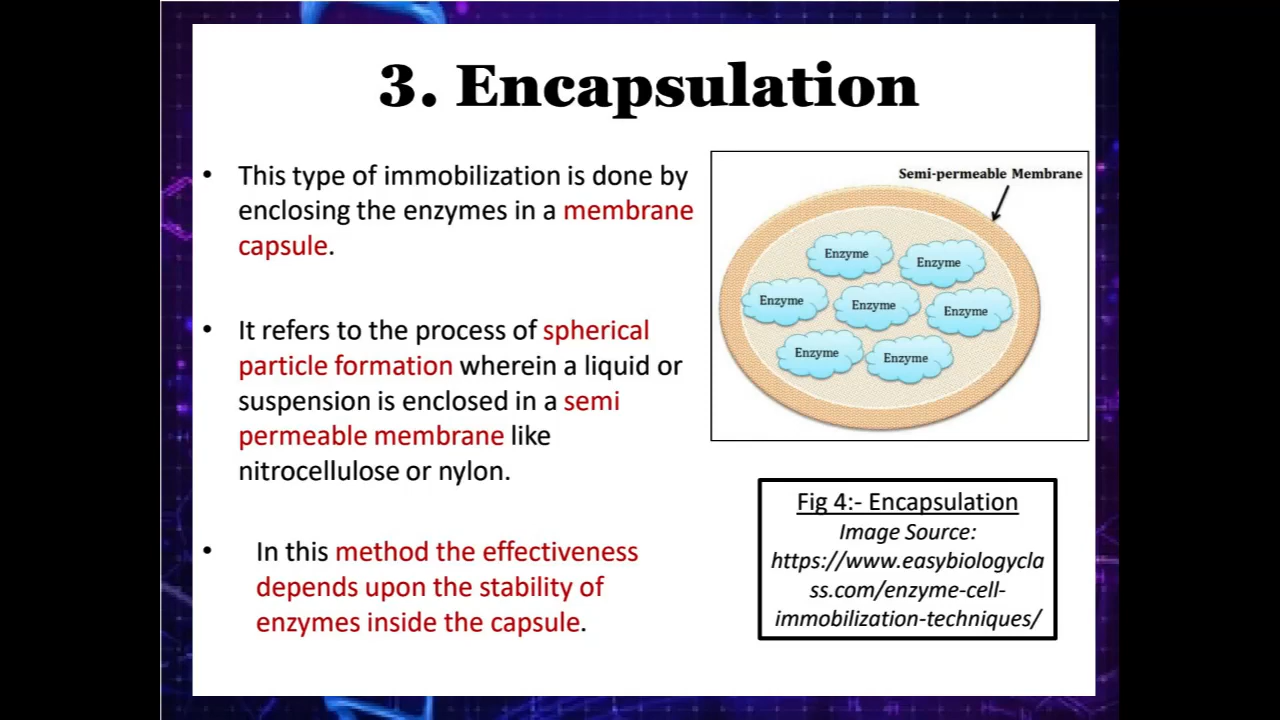 3. Encapsulation
• This type of immobilization is done by
enclosing the enzymes in a membrane
capsule.
• It refers to the process of spherical
particle formation wherein a liquid or
suspension is enclosed in a semi
permeable membrane like
nitrocellulose or nylon.
• In this method the effectiveness
depends upon the stability of
enzymes inside the capsule.
Semi-permeable Membrane
Enzyme
Enzyme
Enzyme
Enzyme
Enzyme
Enzyme
Enzyme
Fig 4:- Encapsulation
Image Source:
https://www.easybiologycla
ss.com/enzyme-cell-
immobilization-techniques/